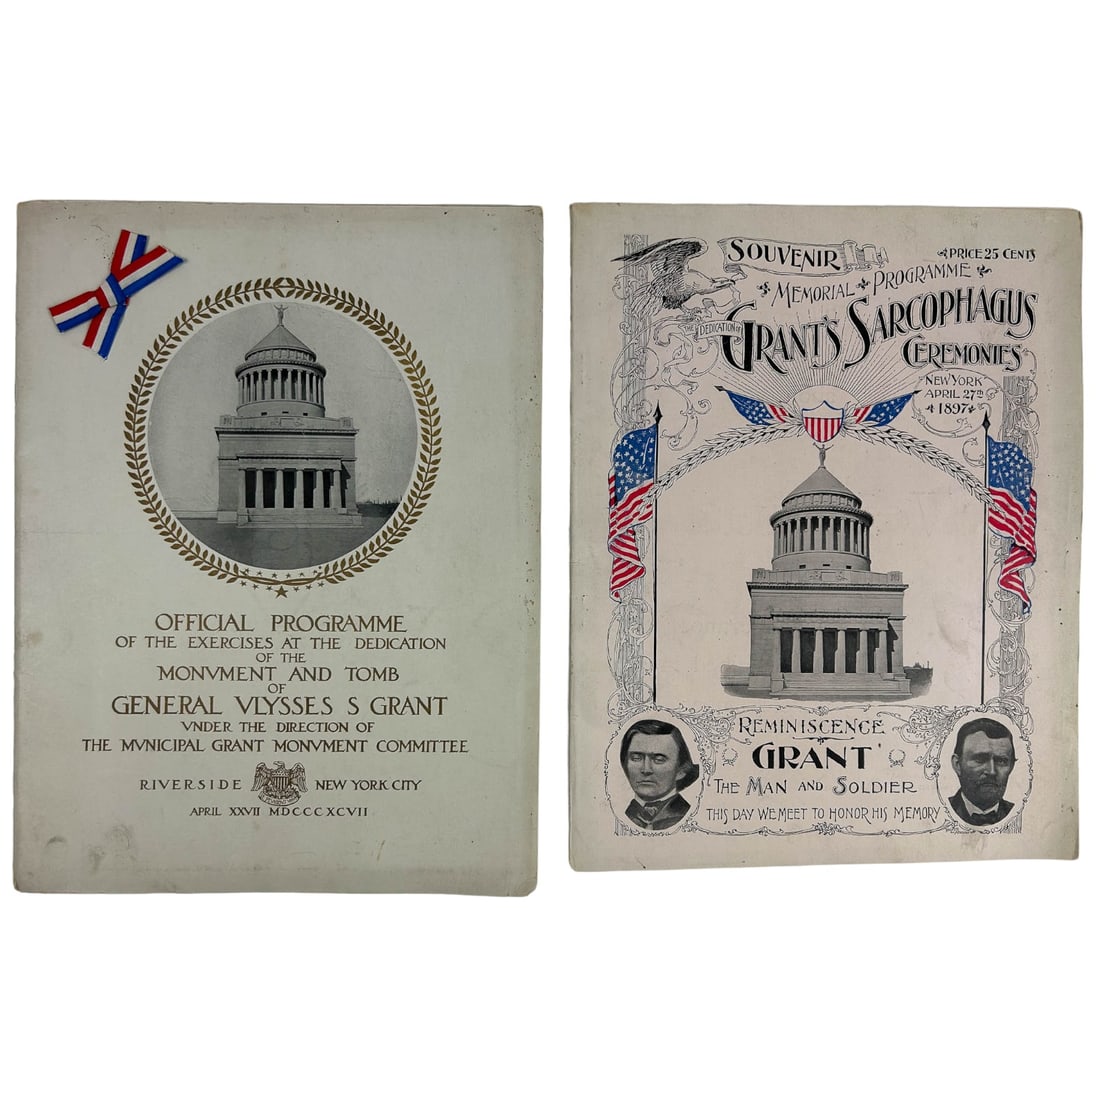 OFFICIAL PROGRAMME
OF THE EXERCISES AT THE DEDICATION
OF THE
MONVMENT AND TOMB
OF
GENERAL VLYSSES S GRANT
VNDER THE DIRECTION OF
THE MVNICIPAL GRANT MONVMENT COMMITTEE
RIVERSIDE NEW YORK CITY
APRIL XXVII MDCCCXCVII
SOUVENIR
PRICE 25 CENTS
MEMORIAL PROGRAMME
THE DEDICATION OF
GRANT'S SARCOPHAGUS
CEREMONIES
NEW YORK
APRIL 27th
1897
REMINISCENCE
GRANT
THE MAN AND SOLDIER
THIS DAY WE MEET TO HONOR HIS MEMORY